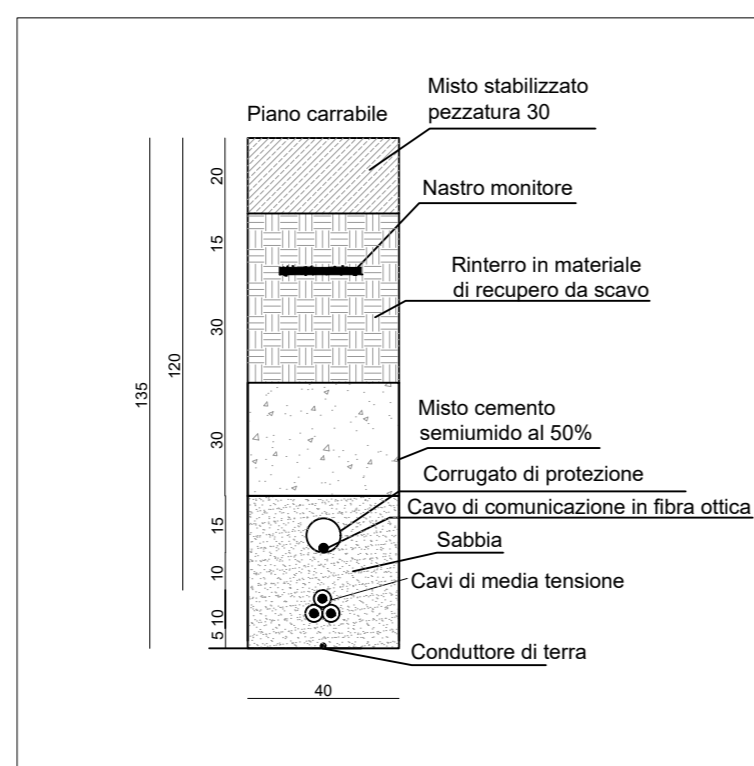 Misto stabilizzato
pezzatura 30
Piano carrabile
Nastro monitore
Rinterro in materiale
di recupero da scavo
Misto cemento
semiumido al 50%
Corrugato di protezione
Cavo di comunicazione in fibra ottica
Sabbia
Cavi di media tensione
Conduttore di terra
135
120
20
15
30
30
15
10
10
5
40